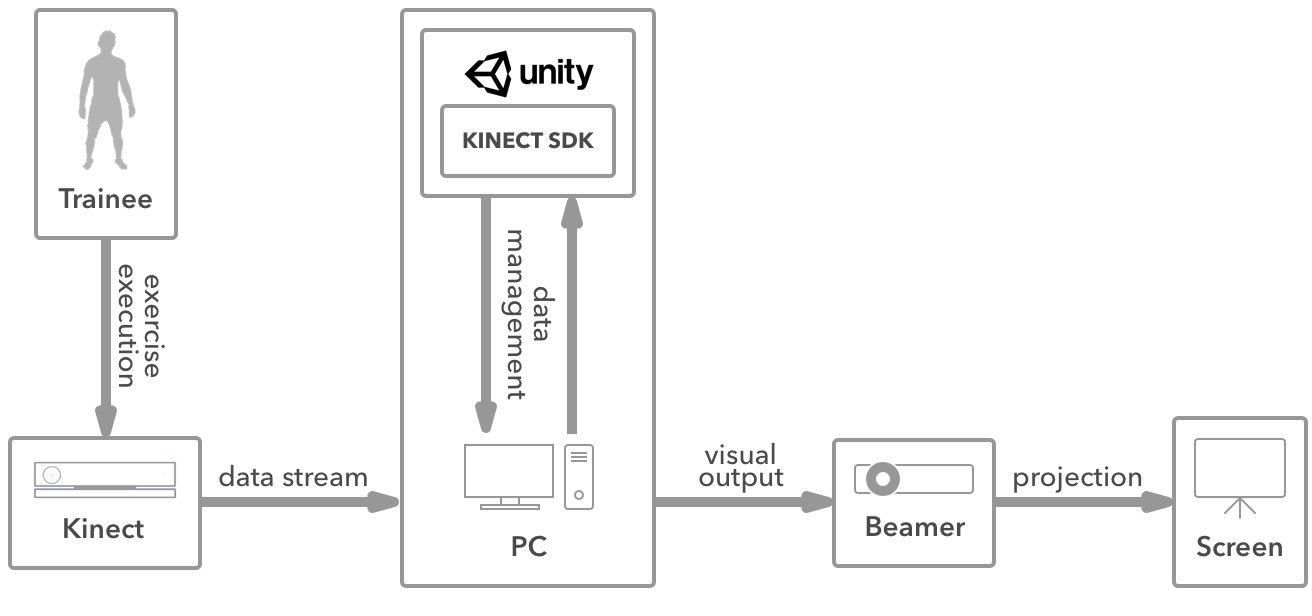 Trainee
exercise
execution
Kinect
data stream
unity
KINECT SDK
data
management
PC
visual
output
Beamer
projection
Screen